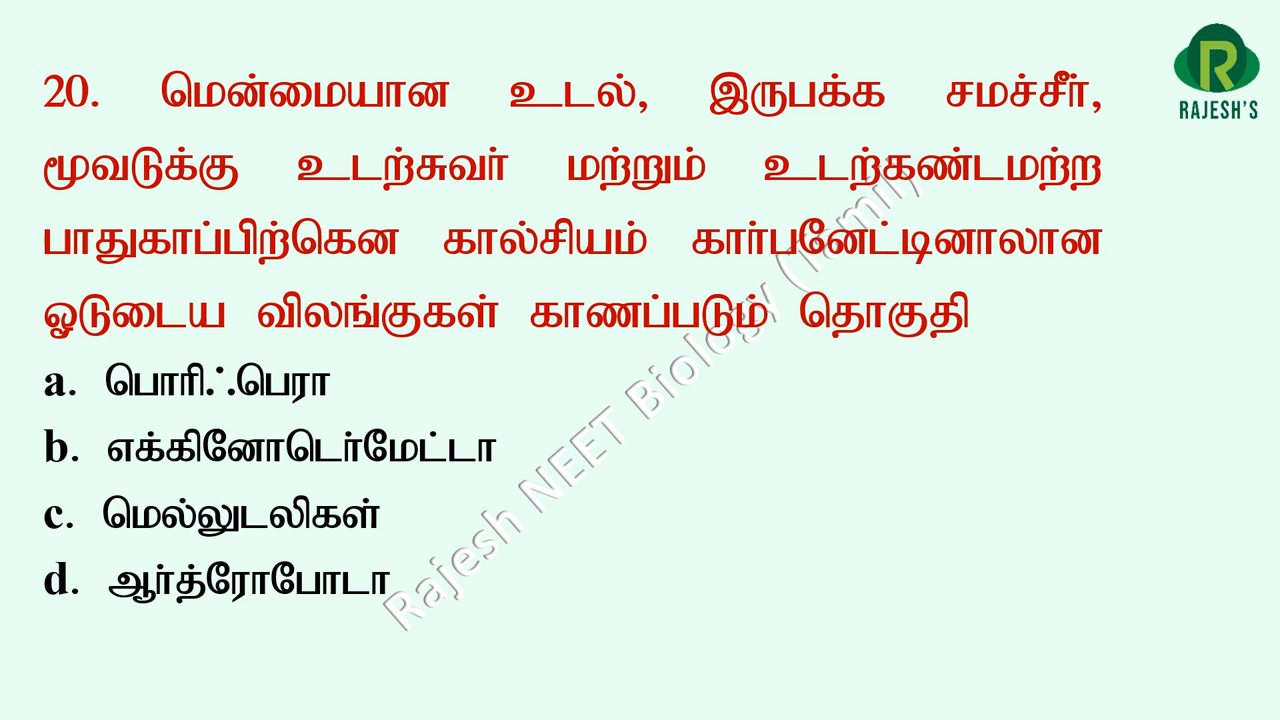 RAJESH'S
20. மென்மையான உடல், இருபக்க சமச்சீர்,
மூவடுக்கு உடற்சுவர் மற்றும் உடற்கண்டமற்ற
பாதுகாப்பிற்கென கால்சியம் கார்பனேட்டினாலான
ஓடுடைய விலங்குகள் காணப்படும் தொகுதி
a. பொரிஃபெரா
b. எக்கினோடெர்மேட்டா
c. மெல்லுடலிகள்
d. ஆர்த்ரோபோடா
Rajesh NEET Biology (Tamil)